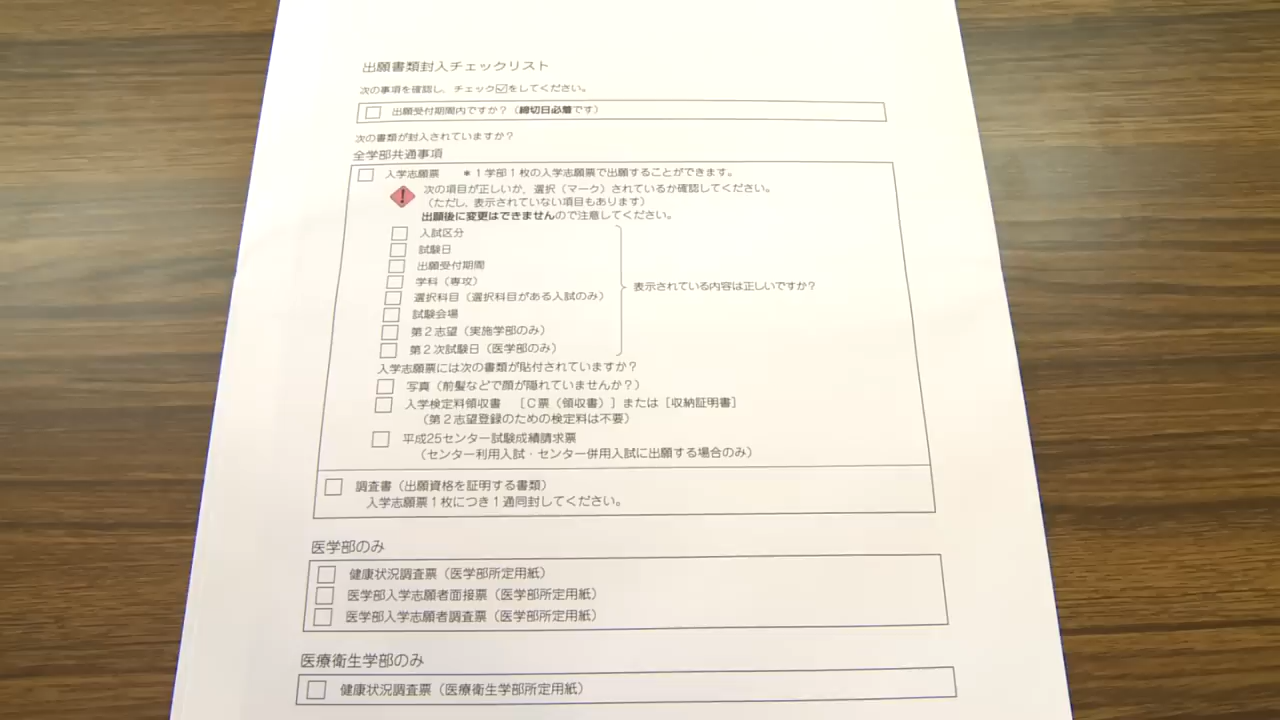 出願書類封入チェックリスト
次の事項を確認し、チェック☑をしてください。
□ 出願受付期間内ですか?(締切日必着です)
次の書類が封入されていますか?
全学部共通事項
□ 入学志願票 *1学部1枚の入学志願票で出願することができます。
! 次の項目が正しいか、選択(マーク)されているか確認してください。
(ただし、表示されていない項目もあります)
出願後に変更はできませんので注意してください。
□ 入試区分
□ 試験日
□ 出願受付期間
□ 学科(専攻)
□ 選択科目(選択科目がある入試のみ)
□ 試験会場
□ 第2志望(実施学部のみ)
□ 第2次試験日(医学部のみ)
表示されている内容は正しいですか?
入学志願票には次の書類が貼付されていますか?
□ 写真(前髪などで顔が隠れていませんか?)
□ 入学検定料領収書 [C票(領収書)]または[収納証明書]
(第2志望登録のための検定料は不要)
□ 平成25センター試験成績請求票
(センター利用入試・センター併用入試に出願する場合のみ)
□ 調査書(出願資格を証明する書類)
入学志願票1枚につき1通同封してください。
医学部のみ
□ 健康状況調査票(医学部所定用紙)
□ 医学部入学志願者面接票(医学部所定用紙)
□ 医学部入学志願者調査票(医学部所定用紙)
医療衛生学部のみ
□ 健康状況調査票(医療衛生学部所定用紙)